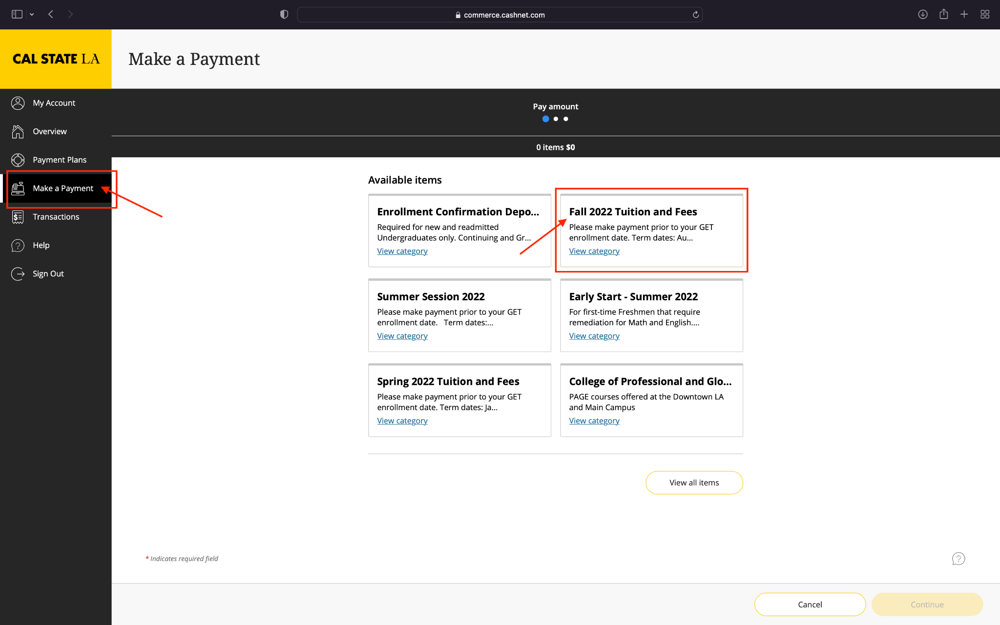 commerce.cashnet.com
CAL STATE LA
Make a Payment
My Account
Overview
Payment Plans
Make a Payment
Transactions
Help
Sign Out
Pay amount
0 items $0
Available items
Enrollment Confirmation Depo...
Required for new and readmitted
Undergraduates only. Continuing and Gr...
View category
Fall 2022 Tuition and Fees
Please make payment prior to your GET
enrollment date. Term dates: Au...
View category
Summer Session 2022
Please make payment prior to your GET
enrollment date.   Term dates:...
View category
Early Start - Summer 2022
For first-time Freshmen that require
remediation for Math and English....
View category
Spring 2022 Tuition and Fees
Please make payment prior to your GET
enrollment date. Term dates: Ja...
View category
College of Professional and Glo...
PAGE courses offered at the Downtown LA
and Main Campus
View category
View all items
* Indicates required field
Cancel
Continue